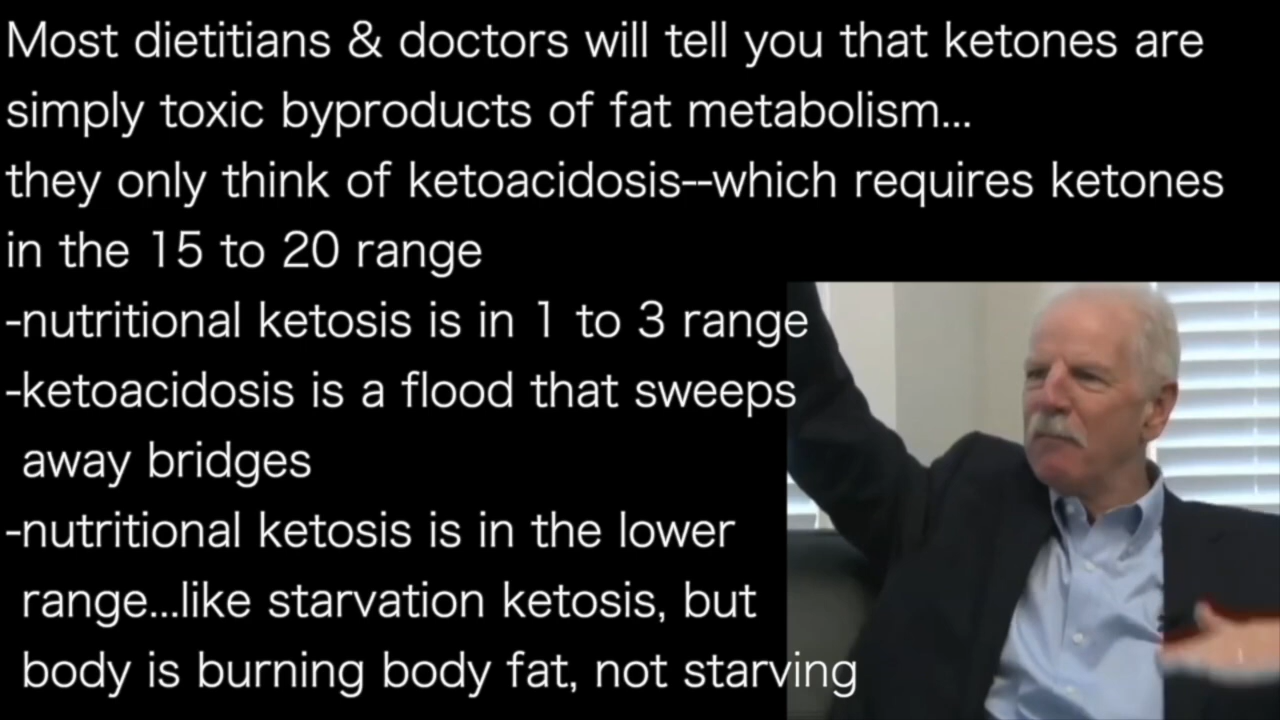 Most dietitians & doctors will tell you that ketones are
simply toxic byproducts of fat metabolism...
they only think of ketoacidosis--which requires ketones
in the 15 to 20 range
-nutritional ketosis is in 1 to 3 range
-ketoacidosis is a flood that sweeps
away bridges
-nutritional ketosis is in the lower
range...like starvation ketosis, but
body is burning body fat, not starving